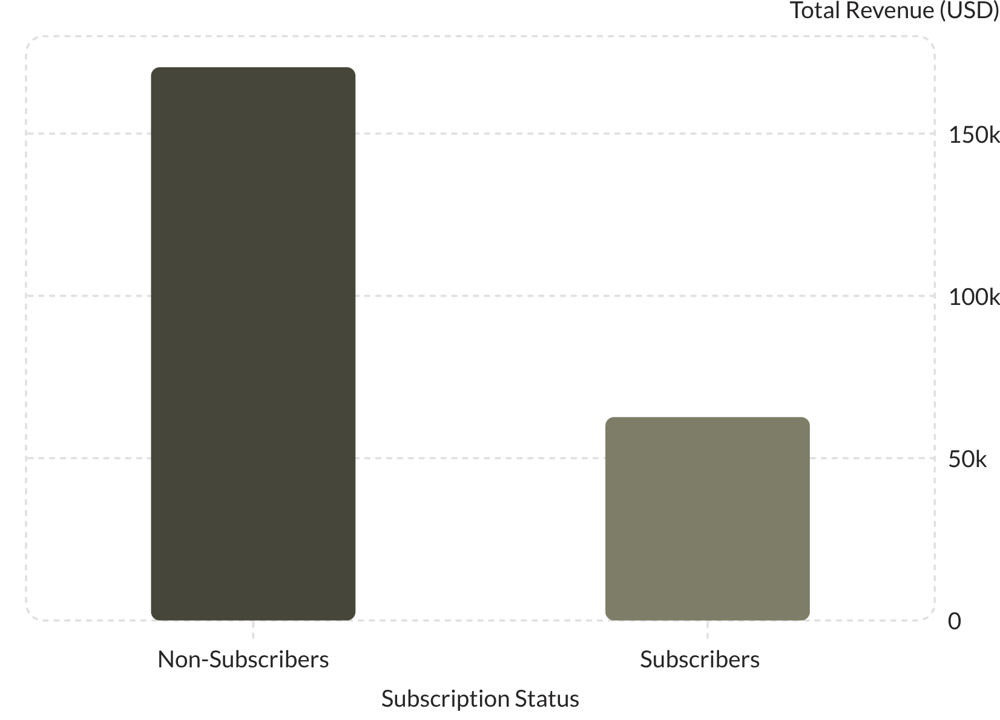 Total Revenue (USD)
150k
100k
50k
0
Non-Subscribers
Subscribers
Subscription Status